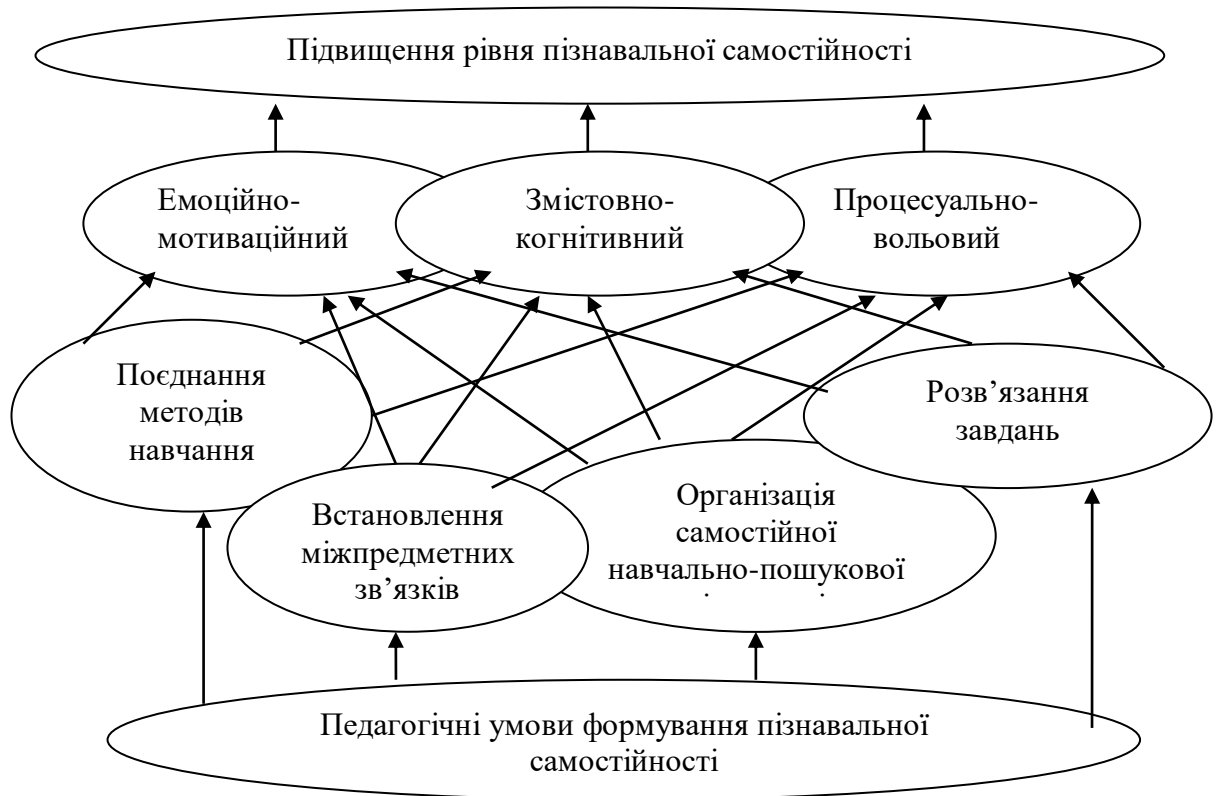 Підвищення рівня пізнавальної самостійності
Емоційно-
мотиваційний
Змістовно-
когнітивний
Процесуально-
вольовий
Поєднання
методів
навчання
Розв’язання
завдань
Встановлення
міжпредметних
зв’язків
Організація
самостійної
навчально-пошукової
Педагогічні умови формування пізнавальної
самостійності